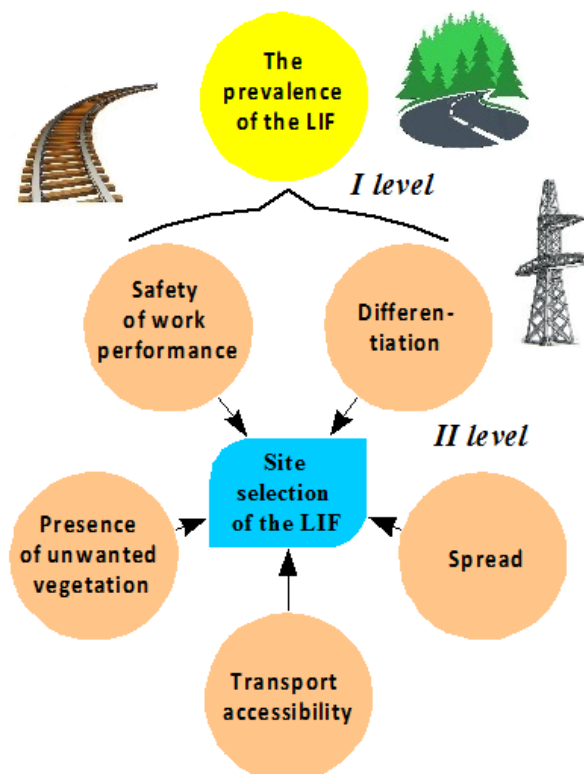 The
prevalence
of the LIF
I level
Safety
of work
performance
Differen-
tiation
II level
Site
selection
of the LIF
Presence
of unwanted
vegetation
Spread
Transport
accessibility